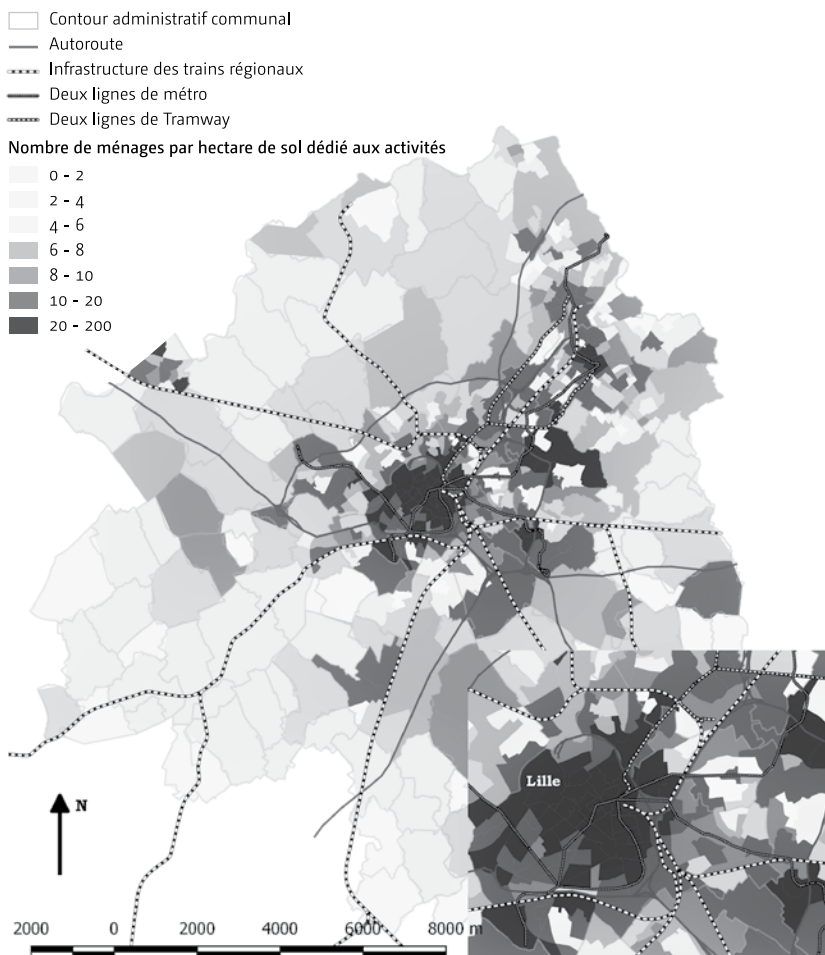 Contour administratif communal
Autoroute
Infrastructure des trains régionaux
Deux lignes de métro
Deux lignes de Tramway
Nombre de ménages par hectare de sol dédié aux activités
0 - 2
2 - 4
4 - 6
6 - 8
8 - 10
10 - 20
20 - 200
Lille
N
2000 0 2000 4000 6000 8000 m